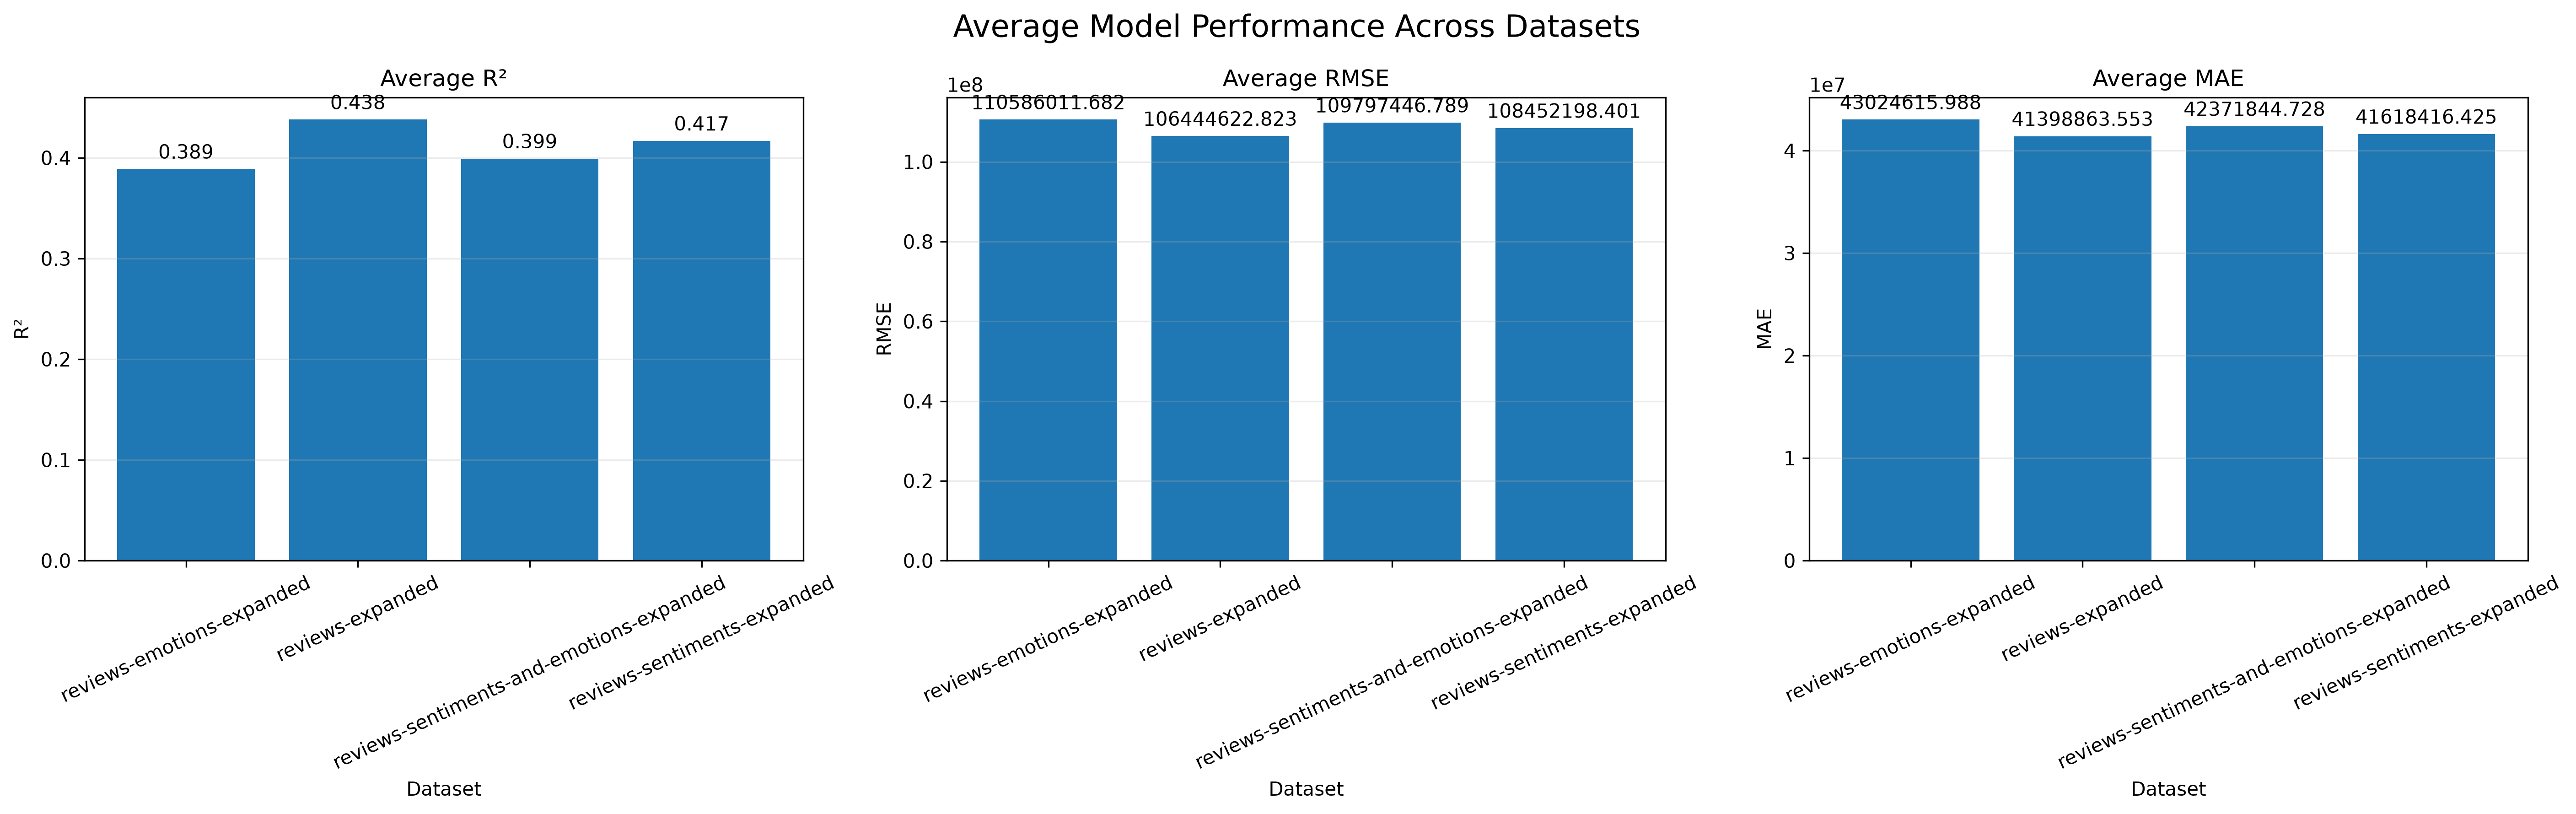 Average Model Performance Across Datasets
Average R²
R²
0.4
0.3
0.2
0.1
0.0
0.389
0.438
0.399
0.417
reviews-emotions-expanded
reviews-expanded
reviews-sentiments-and-emotions-expanded
reviews-sentiments-expanded
Dataset
Average RMSE
1e8
RMSE
1.0
0.8
0.6
0.4
0.2
0.0
110586011.682
106444622.823
109797446.789
108452198.401
reviews-emotions-expanded
reviews-expanded
reviews-sentiments-and-emotions-expanded
reviews-sentiments-expanded
Dataset
Average MAE
1e7
MAE
4
3
2
1
0
43024615.988
41398863.553
42371844.728
41618416.425
reviews-emotions-expanded
reviews-expanded
reviews-sentiments-and-emotions-expanded
reviews-sentiments-expanded
Dataset